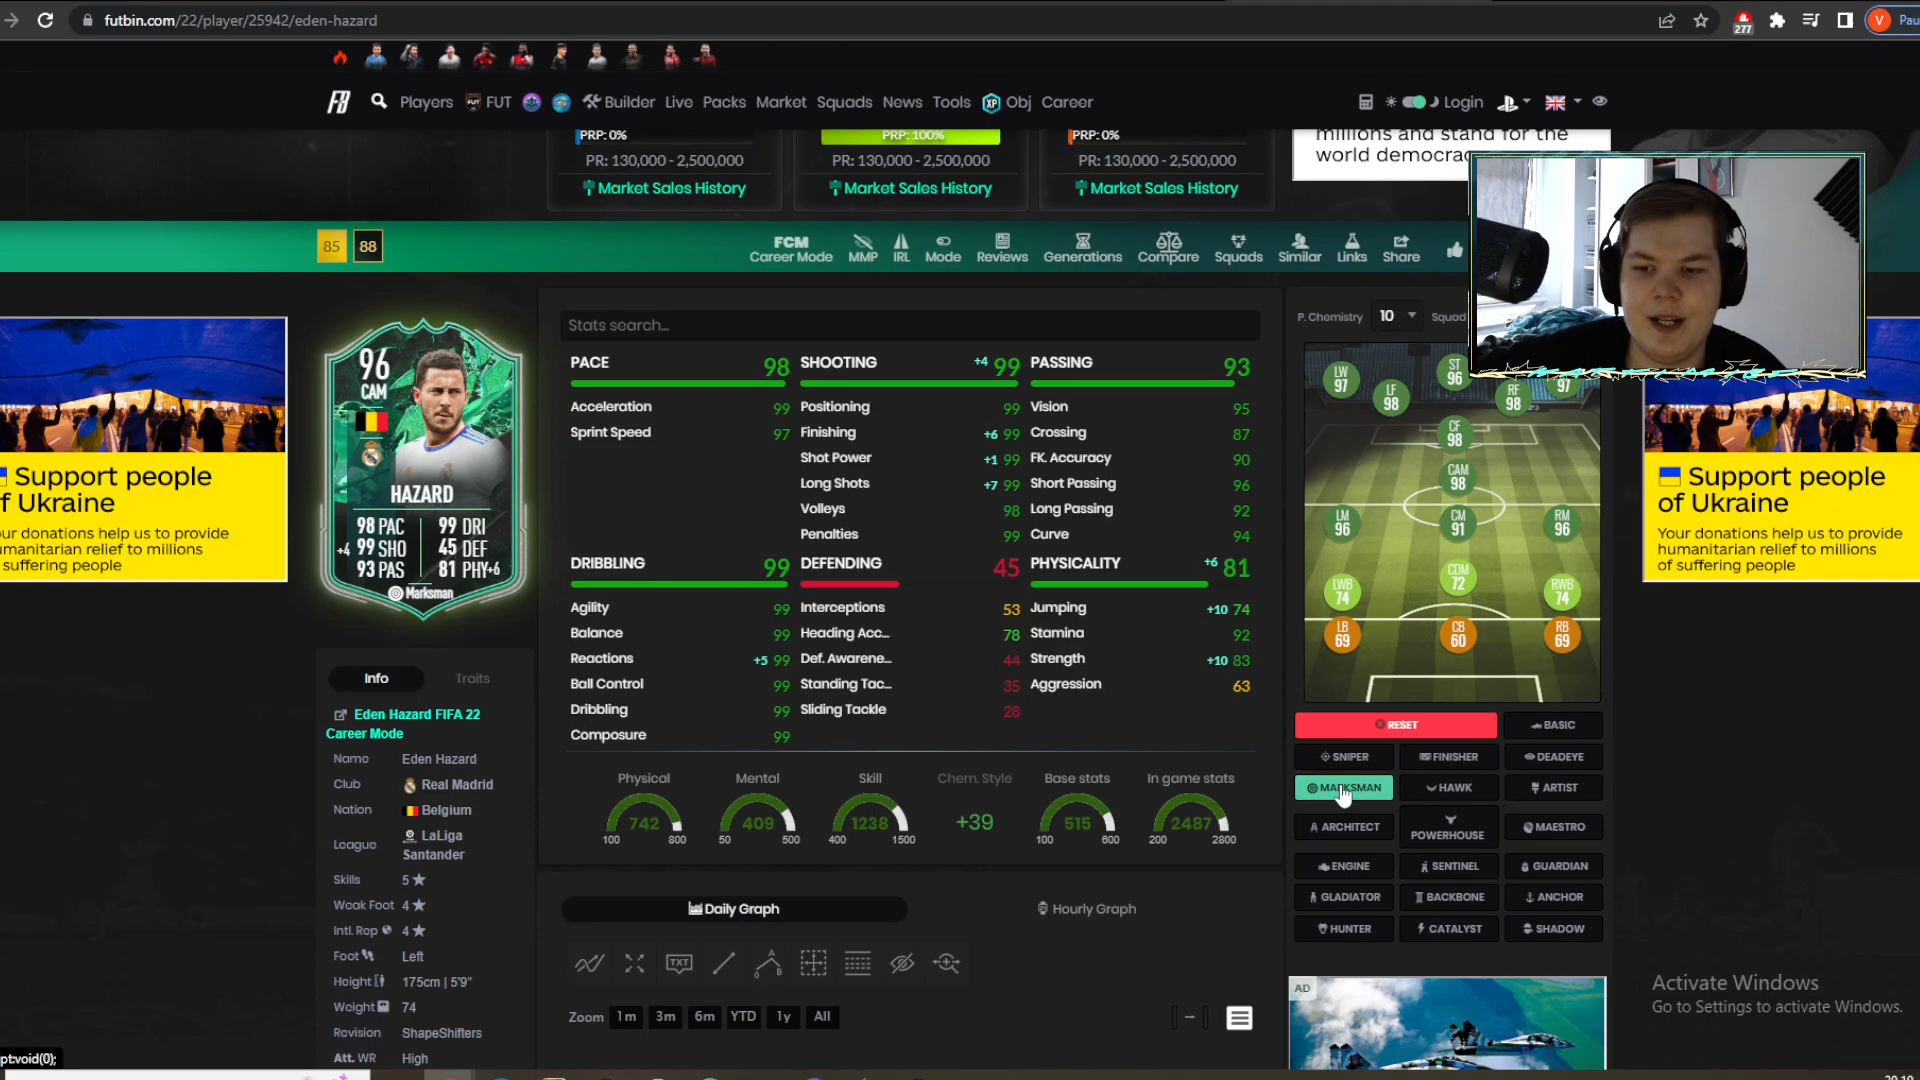 futbin.com/22/player/25942/eden-hazard
277
V Pau
FB Players FUT Builder Live Packs Market Squads News Tools XP Obj Career Login
PRP: 0% PRP: 100% PRP: 0%
PR: 130,000 - 2,500,000 PR: 130,000 - 2,500,000 PR: 130,000 - 2,500,000
Market Sales History Market Sales History Market Sales History
millions and stand for the
world democrac
85 88
FCM
Career Mode MMP IRL Mode Reviews Generations Compare Squads Similar Links Share
Stats search...
P. Chemistry 10 Squad
96
CAM
HAZARD
98 PAC 99 DRI
+4 99 SHO 45 DEF
93 PAS 81 PHY+6
Marksman
PACE 98
Acceleration 99
Sprint Speed 97
SHOOTING +4 99
Positioning 99
Finishing +6 99
Shot Power +1 99
Long Shots +7 99
Volleys 98
Penalties 99
PASSING 93
Vision 95
Crossing 87
FK. Accuracy 90
Short Passing 96
Long Passing 92
Curve 94
DRIBBLING 99
Agility 99
Balance 99
Reactions +5 99
Ball Control 99
Dribbling 99
Composure 99
DEFENDING 45
Interceptions 53
Heading Acc... 78
Def. Awarene... 44
Standing Tac... 35
Sliding Tackle 28
PHYSICALITY +6 81
Jumping +10 74
Stamina 92
Strength +10 83
Aggression 63
Physical Mental Skill Chem. Style Base stats In game stats
742 409 1238 +39 515 2487
100 800 50 500 400 1500 100 600 200 2800
LW
97
ST
96
97
LF
98
RF
98
CF
98
CAM
98
LM
96
CM
91
RM
96
LWB
74
CDM
72
RWB
74
LB
69
CB
60
RB
69
RESET BASIC
SNIPER FINISHER DEADEYE
MARKSMAN HAWK ARTIST
ARCHITECT POWERHOUSE MAESTRO
ENGINE SENTINEL GUARDIAN
GLADIATOR BACKBONE ANCHOR
HUNTER CATALYST SHADOW
Support people
f Ukraine
our donations help us to provide
umanitarian relief to millions
suffering people
Support people
of Ukraine
Your donations help us to provide
humanitarian relief to millions
of suffering people
Info Traits
Eden Hazard FIFA 22
Career Mode
Name Eden Hazard
Club Real Madrid
Nation Belgium
League LaLiga
Santander
Skills 5
Weak Foot 4
Intl. Rep 4
Foot Left
Height 175cm | 5'9"
Weight 74
Revision ShapeShifters
Att. WR High
Daily Graph Hourly Graph
TXT
A
O B
Zoom 1m 3m 6m YTD 1y All
AD
Activate Windows
Go to Settings to activate Windows.
pt:void(0);